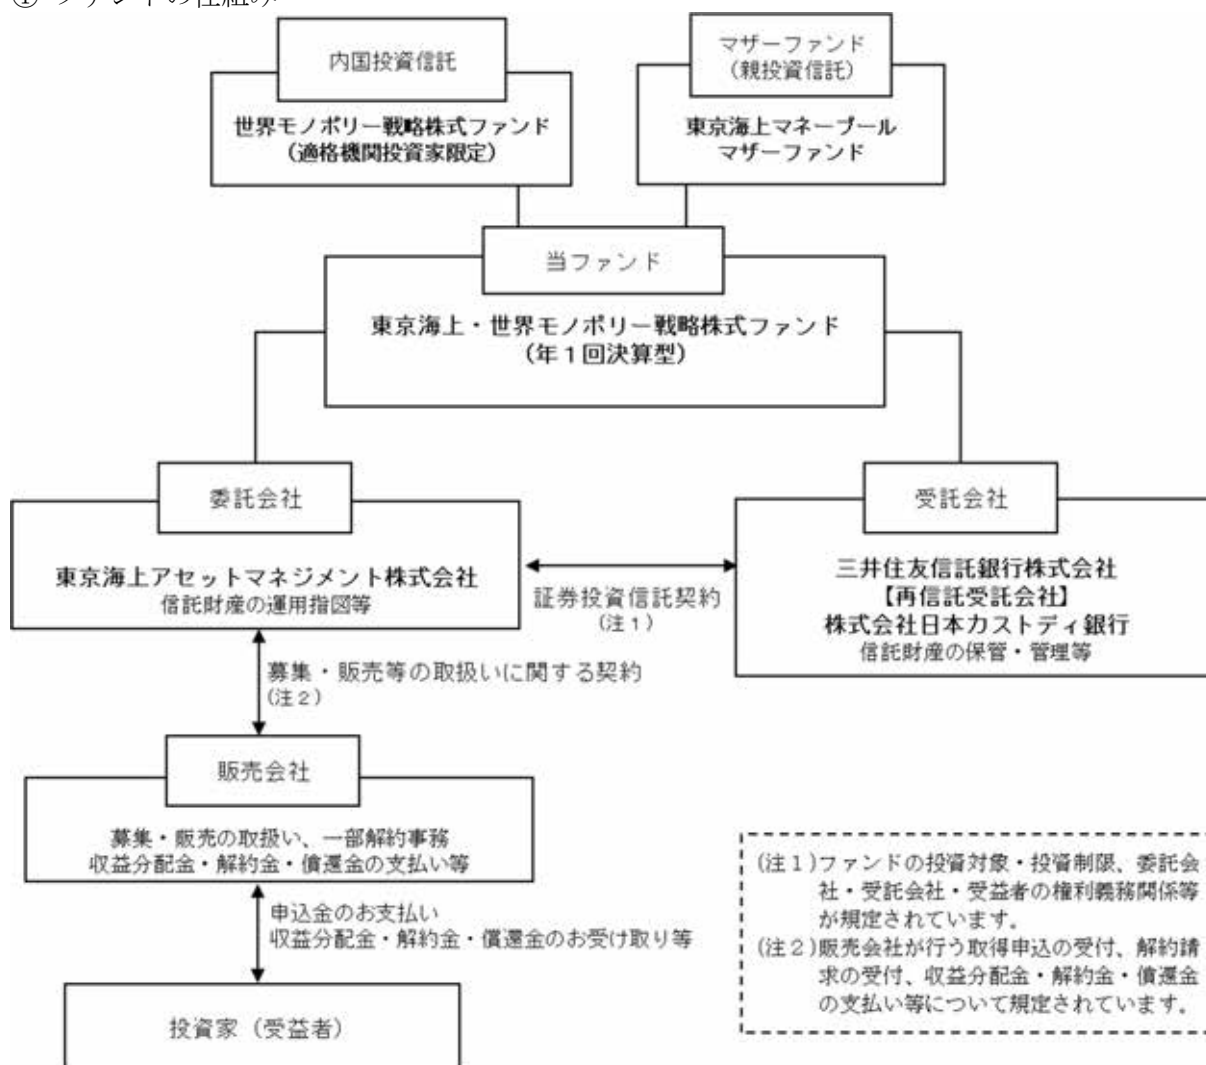 ① ファンドの仕組み
内国投資信託
世界モノポリー戦略株式ファンド
(適格機関投資家限定)
マザーファンド
(親投資信託)
東京海上マネープール
マザーファンド
当ファンド
東京海上・世界モノポリー戦略株式ファンド
(年1回決算型)
委託会社
東京海上アセットマネジメント株式会社
信託財産の運用指図等
証券投資信託契約
(注1)
受託会社
三井住友信託銀行株式会社
【再信託受託会社】
株式会社日本カストディ銀行
信託財産の保管・管理等
募集・販売等の取扱いに関する契約
(注2)
販売会社
募集・販売の取扱い、一部解約事務
収益分配金・解約金・償還金の支払い等
申込金のお支払い
収益分配金・解約金・償還金のお受け取り等
投資家(受益者)
(注1)ファンドの投資対象・投資制限、委託会
社・受託会社・受益者の権利義務関係等
が規定されています。
(注2)販売会社が行う取得申込の受付、解約請
求の受付、収益分配金・解約金・償還金
の支払い等について規定されています。